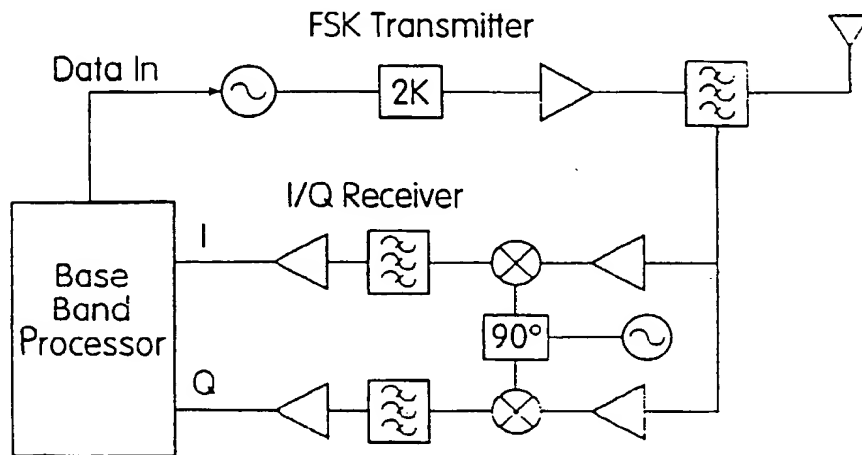 FSK Transmitter
Data In
2K
I/Q Receiver
I
Base
Band
Processor
90°
Q